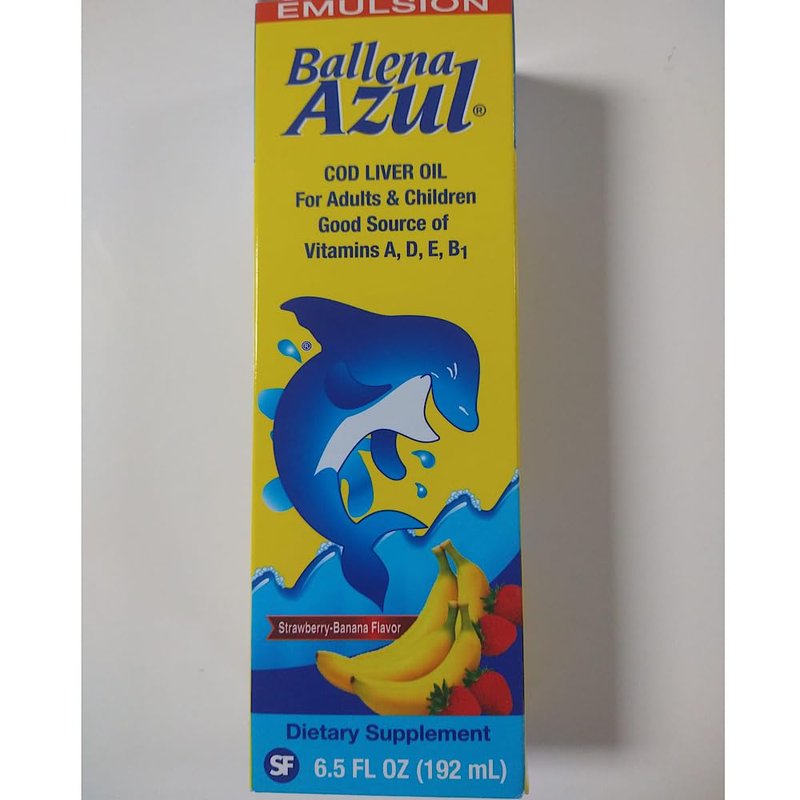 EMULSION
Ballena
Azul®
COD LIVER OIL
For Adults & Children
Good Source of
Vitamins A, D, E, B1
®
Strawberry-Banana Flavor
Dietary Supplement
SF 6.5 FL OZ (192 mL)